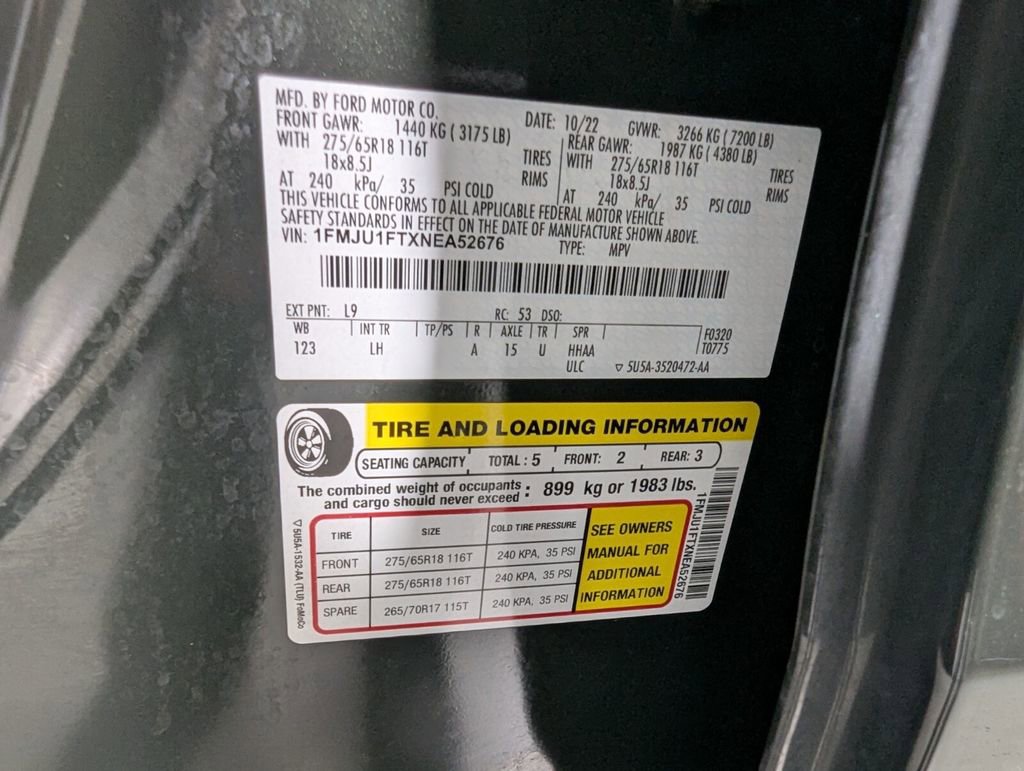 MFD. BY FORD MOTOR CO.
DATE: 10/22 GVWR: 3266 KG ( 7200 LB)
FRONT GAWR: 1440 KG ( 3175 LB) REAR GAWR: 1987 KG ( 4380 LB)
WITH 275/65R18 116T TIRES WITH 275/65R18 116T TIRES
18x8.5J RIMS 18x8.5J RIMS
AT 240 kPa/ 35 PSI COLD AT 240 kPa/ 35 PSI COLD
THIS VEHICLE CONFORMS TO ALL APPLICABLE FEDERAL MOTOR VEHICLE
SAFETY STANDARDS IN EFFECT ON THE DATE OF MANUFACTURE SHOWN ABOVE.
VIN: 1FMJU1FTXNEA52676 TYPE: MPV
EXT PNT: L9 RC: 53 DSO:
WB INT TR TP/PS R AXLE TR SPR F0320
123 LH A 15 U HHAA T0775
ULC ▽ 5U5A-3520472-AA
TIRE AND LOADING INFORMATION
SEATING CAPACITY TOTAL : 5 FRONT: 2 REAR: 3
The combined weight of occupants and cargo should never exceed : 899 kg or 1983 lbs.
TIRE SIZE COLD TIRE PRESSURE
FRONT 275/65R18 116T 240 KPA, 35 PSI
REAR 275/65R18 116T 240 KPA, 35 PSI
SPARE 265/70R17 115T 240 KPA, 35 PSI
SEE OWNERS
MANUAL FOR
ADDITIONAL
INFORMATION
1FMJU1FTXNEA52676
▽ 5U5A-1532-AA (TLU) FoMoCo